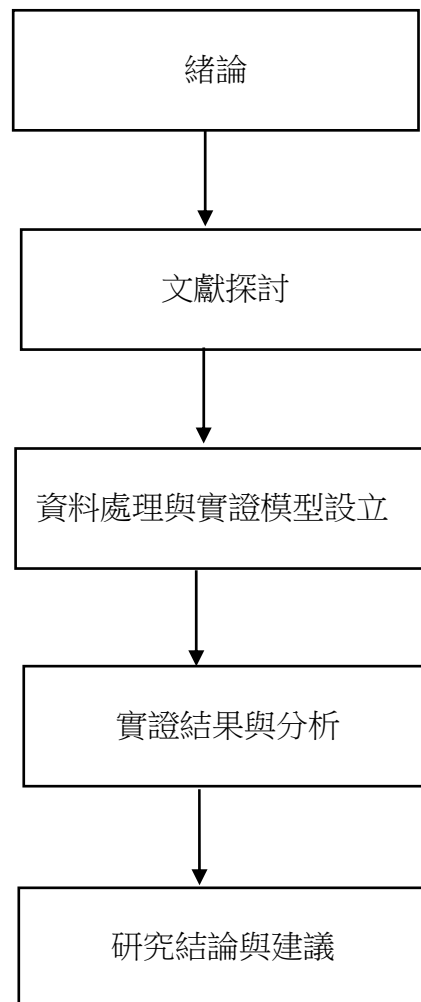 緒論
文獻探討
資料處理與實證模型設立
實證結果與分析
研究結論與建議